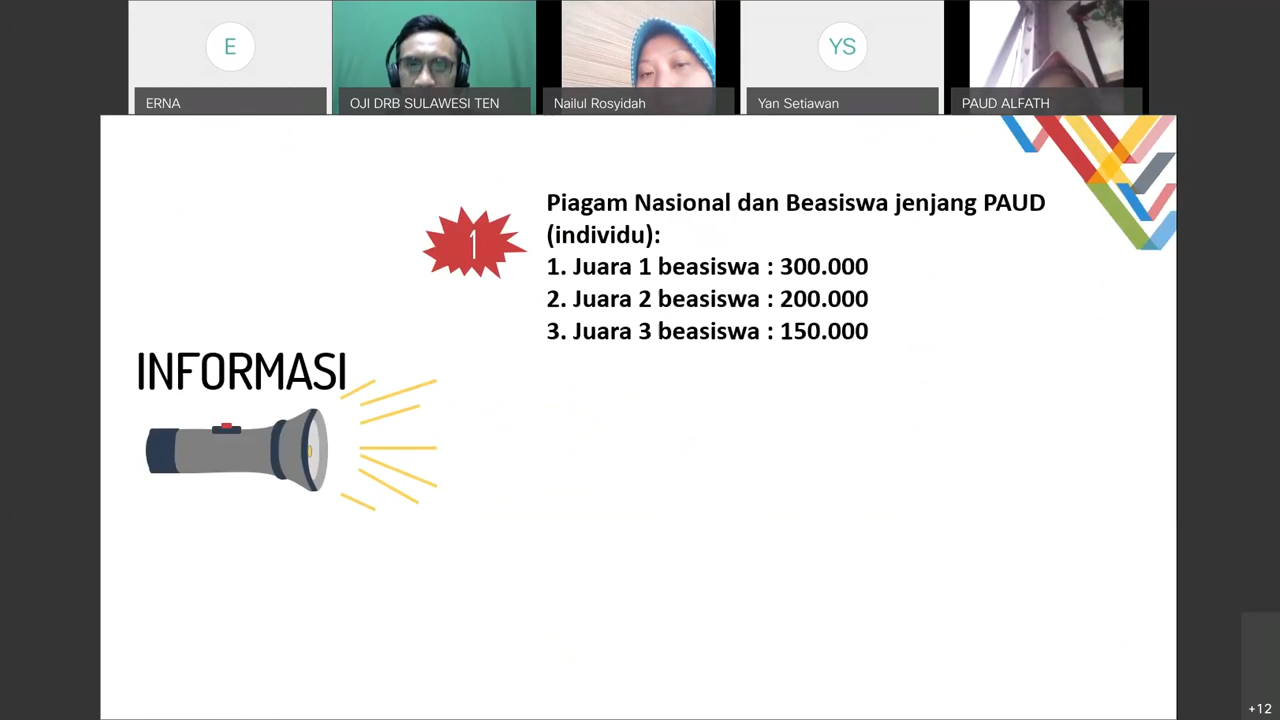 E
YS
ERNA
OJI DRB SULAWESI TEN
Nailul Rosyidah
Yan Setiawan
PAUD ALFATH
1
Piagam Nasional dan Beasiswa jenjang PAUD
(individu):
1. Juara 1 beasiswa : 300.000
2. Juara 2 beasiswa : 200.000
3. Juara 3 beasiswa : 150.000
INFORMASI
+12